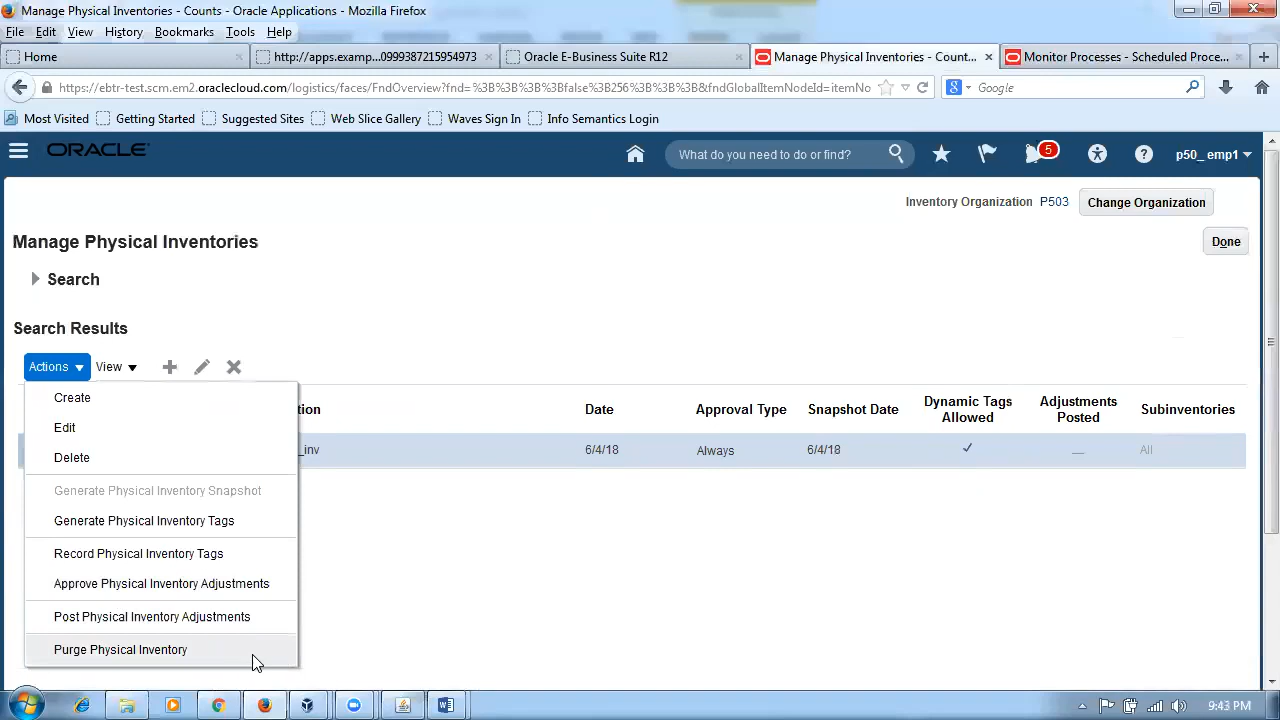 Manage Physical Inventories - Counts - Oracle Applications - Mozilla Firefox
File Edit View History Bookmarks Tools Help
Home http://apps.examp...0999387215954973 Oracle E-Business Suite R12 Manage Physical Inventories - Count... Monitor Processes - Scheduled Proce...
https://ebtr-test.scm.em2.oraclecloud.com/logistics/faces/FndOverview?fnd=%3B%3B%3Bfalse%3B256%3B%3B%3B&fndGlobalItemNodeId=itemNo Google
Most Visited Getting Started Suggested Sites Web Slice Gallery Waves Sign In Info Semantics Location
ORACLE What do you need to do or find? 5 p50_ emp1
Inventory Organization P503 Change Organization
Manage Physical Inventories Done
Search
Search Results
Actions View
Create
Edit
Delete
Generate Physical Inventory Snapshot
Generate Physical Inventory Tags
Record Physical Inventory Tags
Approve Physical Inventory Adjustments
Post Physical Inventory Adjustments
Purge Physical Inventory
tion Date Approval Type Snapshot Date Dynamic Tags Allowed Adjustments Posted Subinventories
_inv 6/4/18 Always 6/4/18 All
9:43 PM